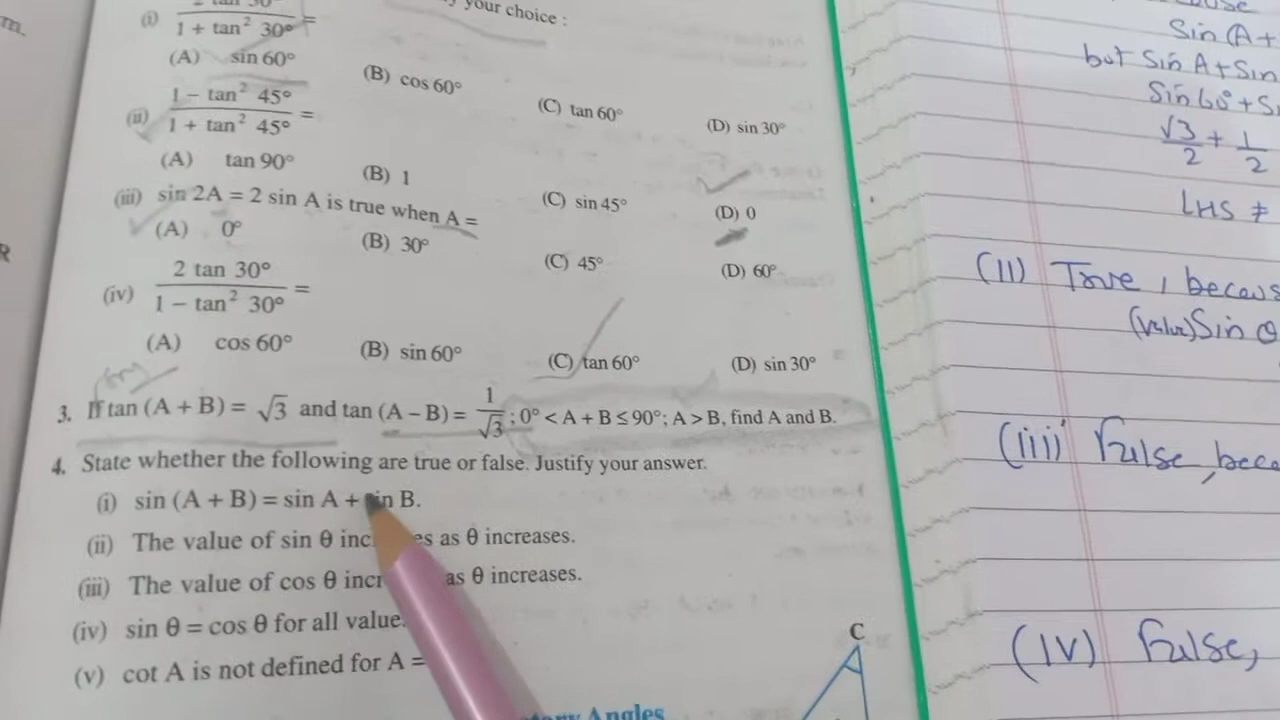 m.
your choice :
(i) 2 tan 30° / 1 + tan² 30° =
(A) sin 60° (B) cos 60° (C) tan 60° (D) sin 30°
(ii) 1 − tan² 45° / 1 + tan² 45° =
(A) tan 90° (B) 1 (C) sin 45° (D) 0
(iii) sin 2A = 2 sin A is true when A =
(A) 0° (B) 30° (C) 45° (D) 60°
(iv) 2 tan 30° / 1 − tan² 30° =
(A) cos 60° (B) sin 60° (C) tan 60° (D) sin 30°
3. If tan (A + B) = √3 and tan (A − B) = 1/√3 ; 0° < A + B ≤ 90°; A > B, find A and B.
4. State whether the following are true or false. Justify your answer.
(i) sin (A + B) = sin A + sin B.
(ii) The value of sin θ inc es as θ increases.
(iii) The value of cos θ incr as θ increases.
(iv) sin θ = cos θ for all value
(v) cot A is not defined for A =
C
Angles
R
Sin (A +
but Sin A + Sin
Sin 60° + S
√3/2 + 1/2
LHS ≠
(II) True, becaus
(value) Sin θ
(iii) False, beca
(IV) False,